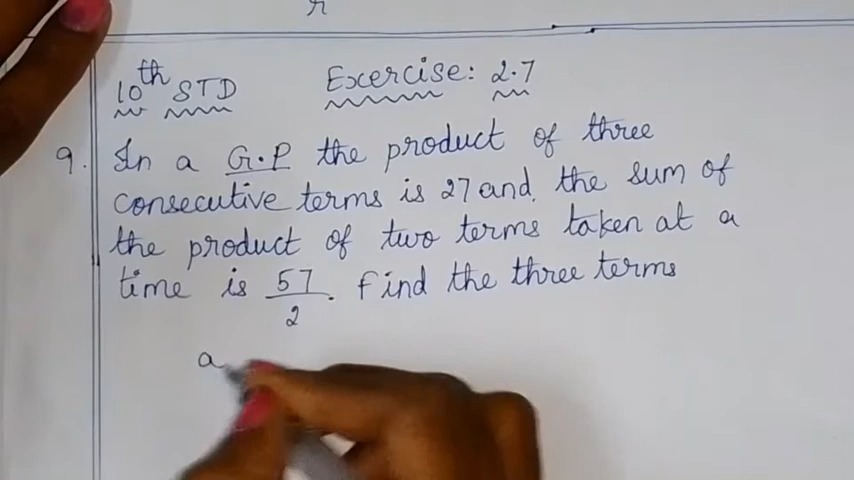 r
10th STD Exercise: 2.7
9. In a G.P the product of three
consecutive terms is 27 and. the sum of
the product of two terms taken at a
time is 57/2. Find the three terms
a